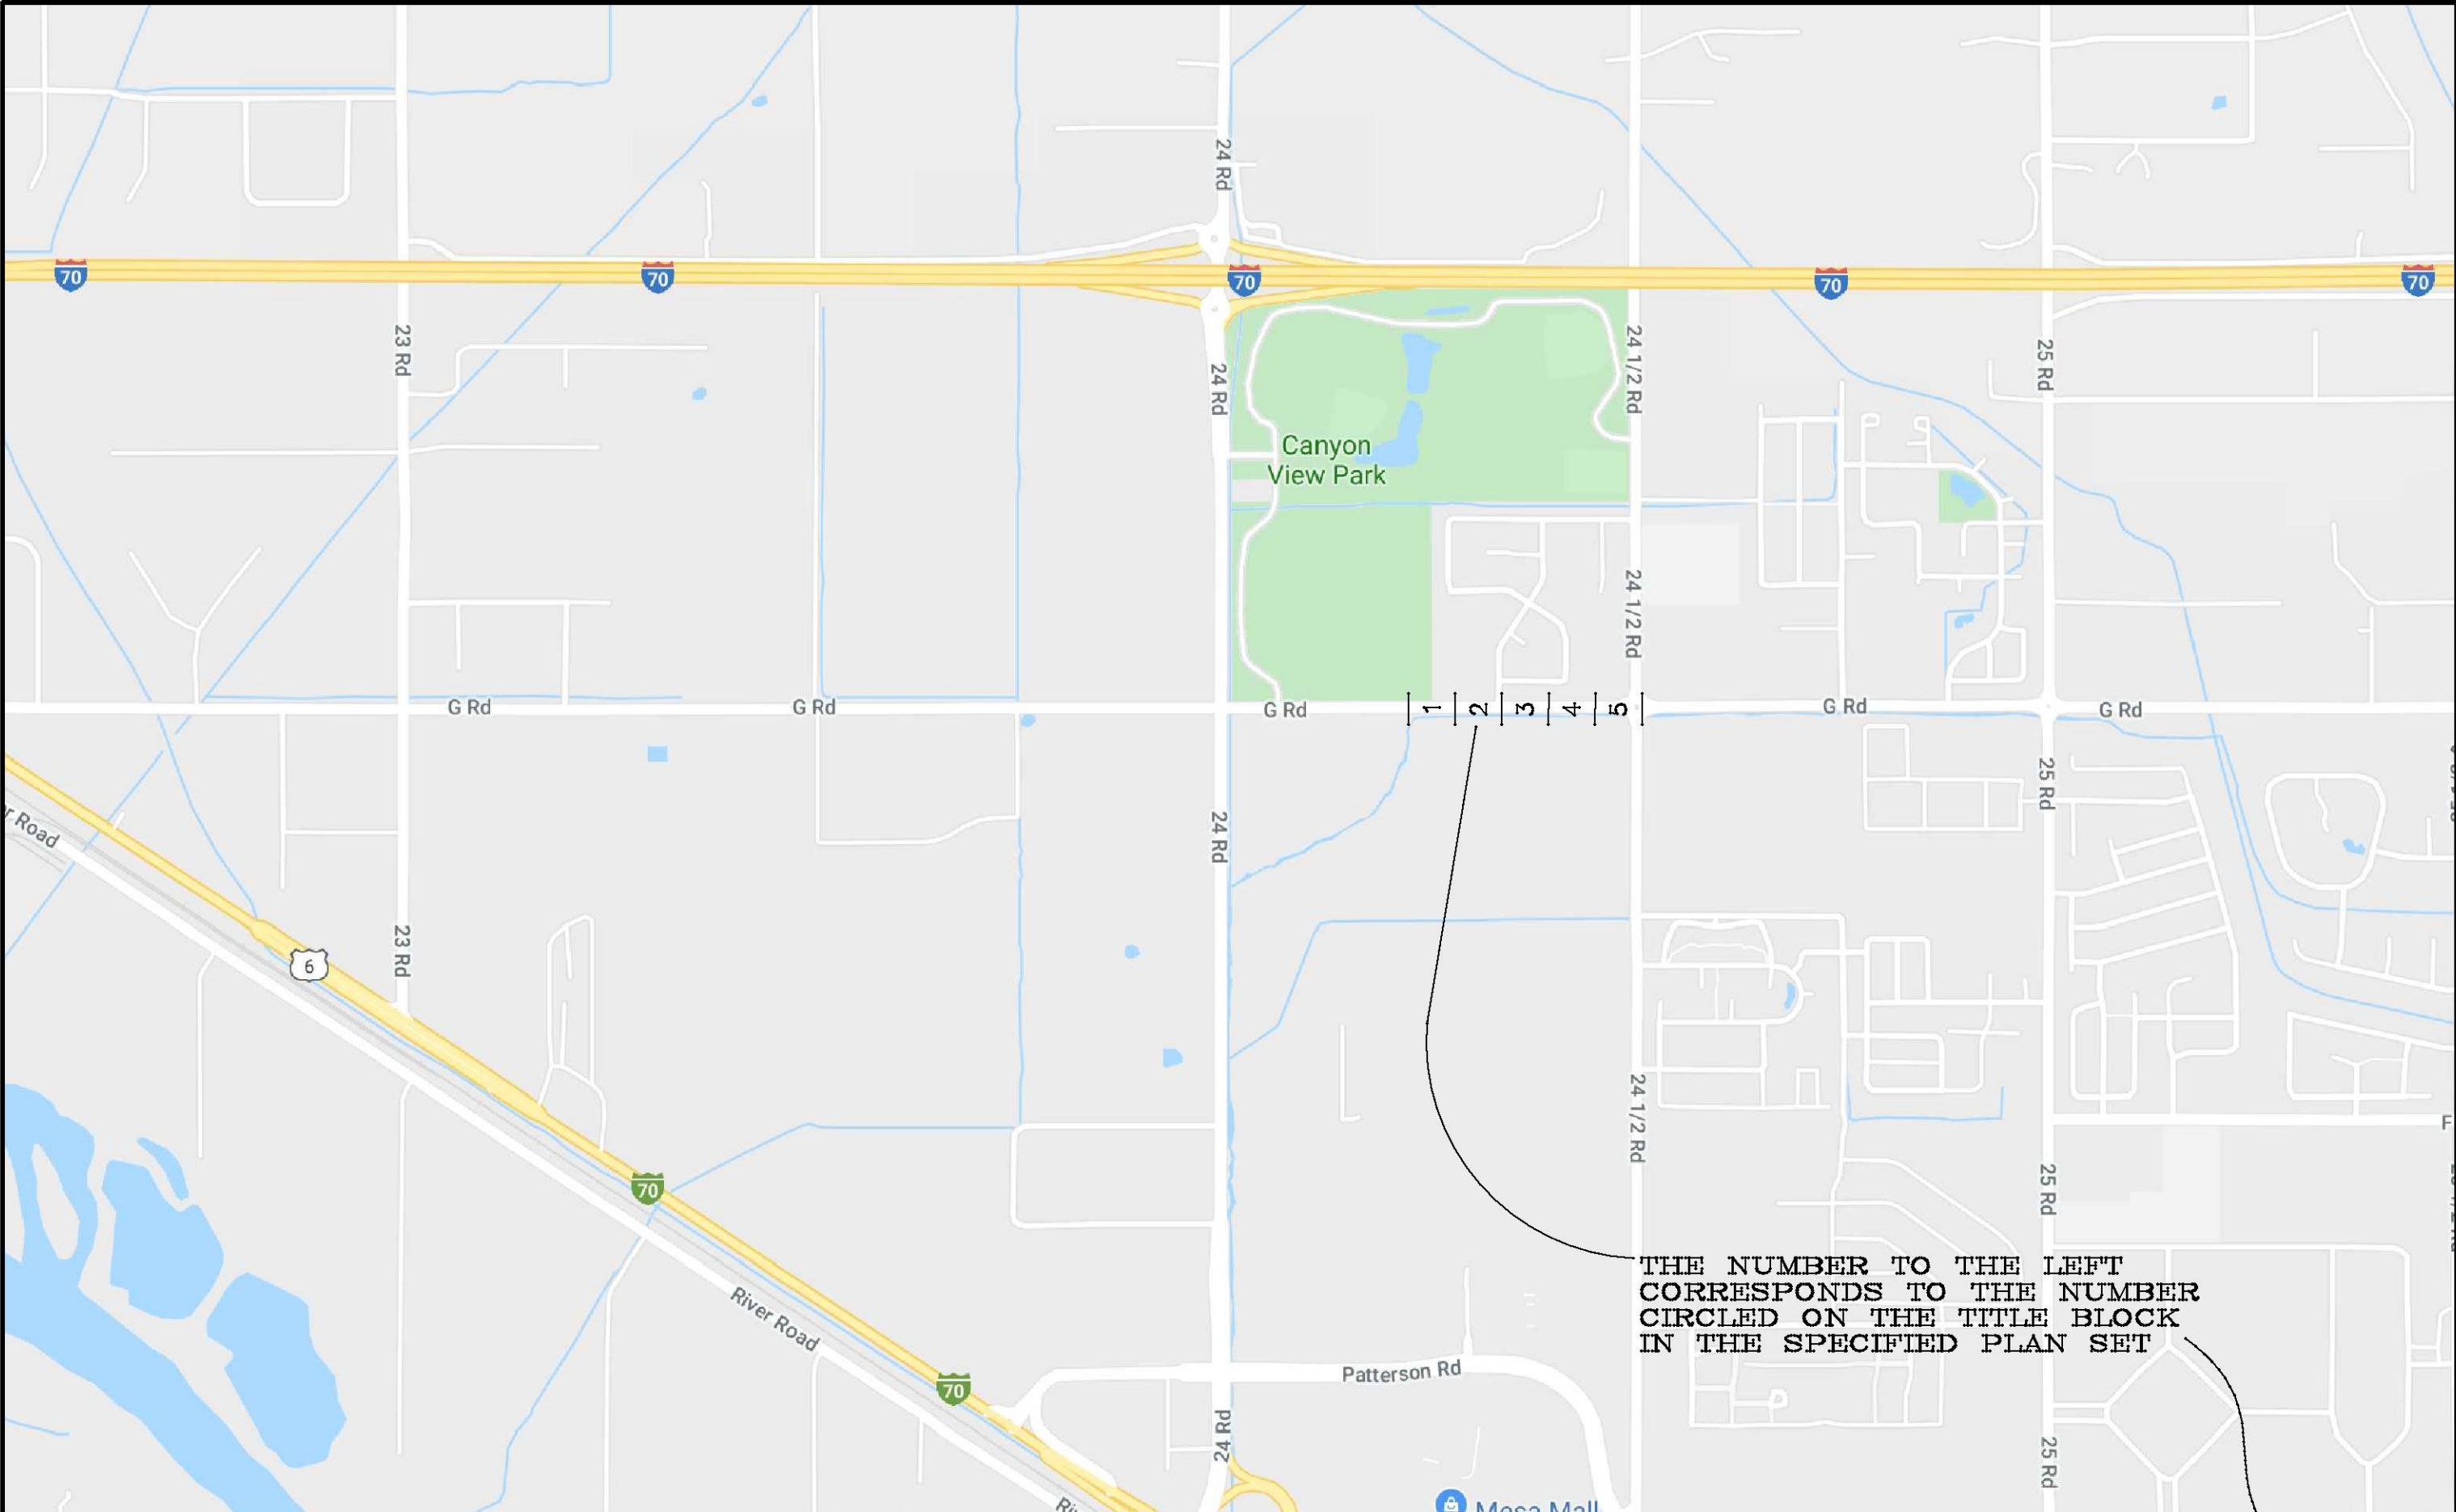 24 Rd
70
70
70
70
70
23 Rd
24 Rd
24 1/2 Rd
25 Rd
Canyon
View Park
24 1/2 Rd
G Rd
G Rd
G Rd
1
2
3
4
5
G Rd
G Rd
25 Rd
24 Rd
23 Rd
6
24 1/2 Rd
70
25 Rd
River Road
THE NUMBER TO THE LEFT
CORRESPONDS TO THE NUMBER
CIRCLED ON THE TITLE BLOCK
IN THE SPECIFIED PLAN SET
Patterson Rd
70
24 Rd
25 Rd
Mesa Mall
F